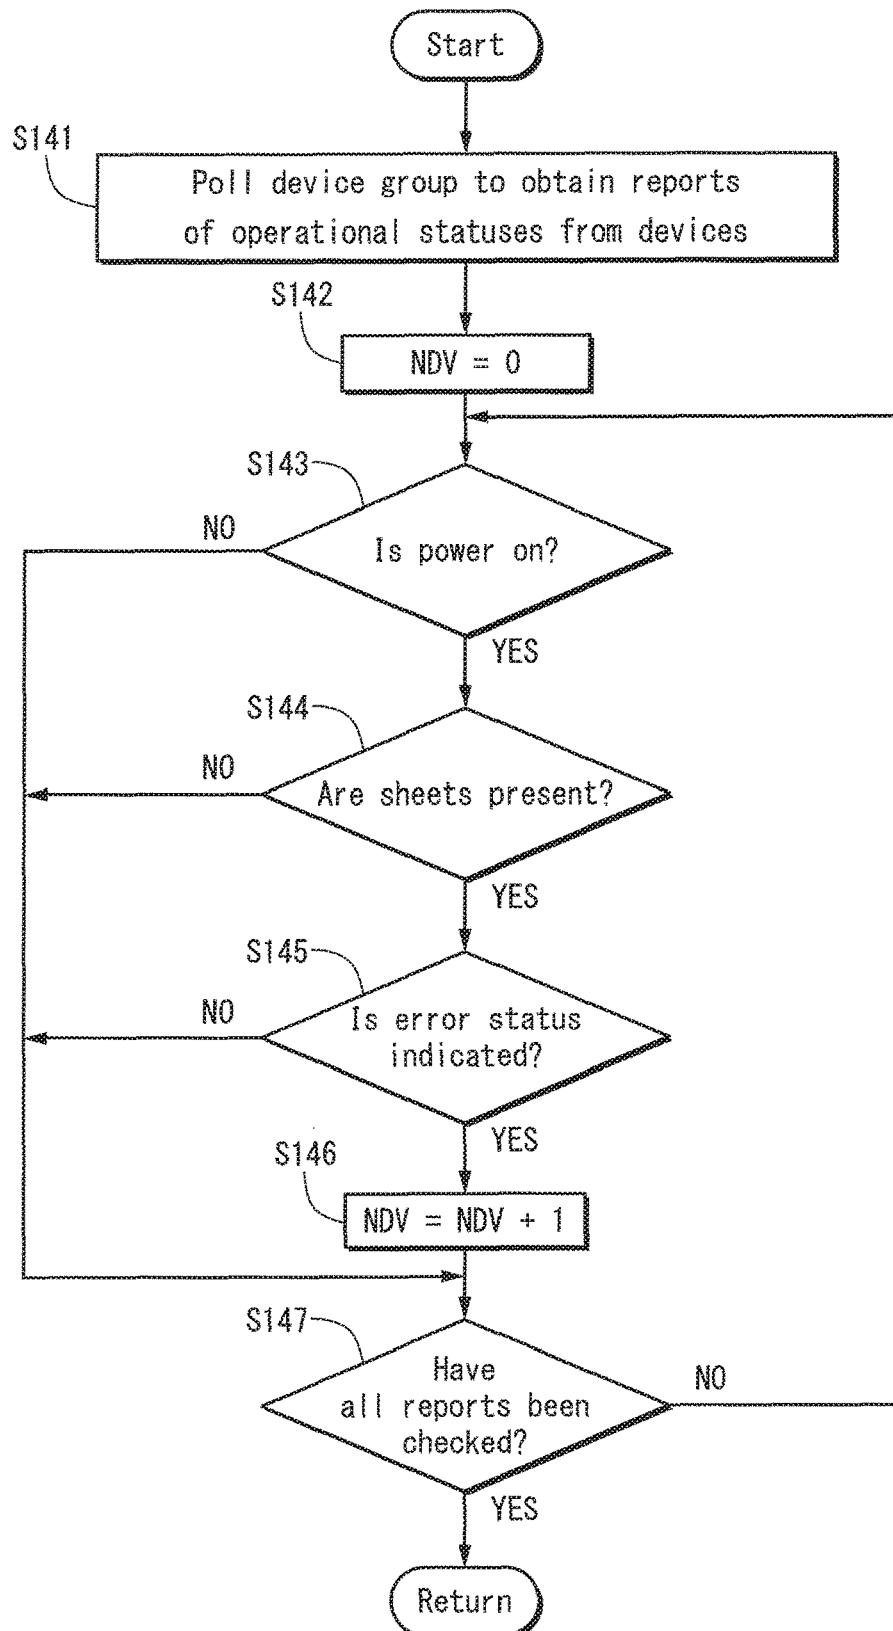 Start
S141
Poll device group to obtain reports
of operational statuses from devices
S142
NDV = 0
S143
NO
Is power on?
YES
S144
NO
Are sheets present?
YES
S145
NO
Is error status
indicated?
YES
S146
NDV = NDV + 1
S147
Have
all reports been
checked?
NO
YES
Return